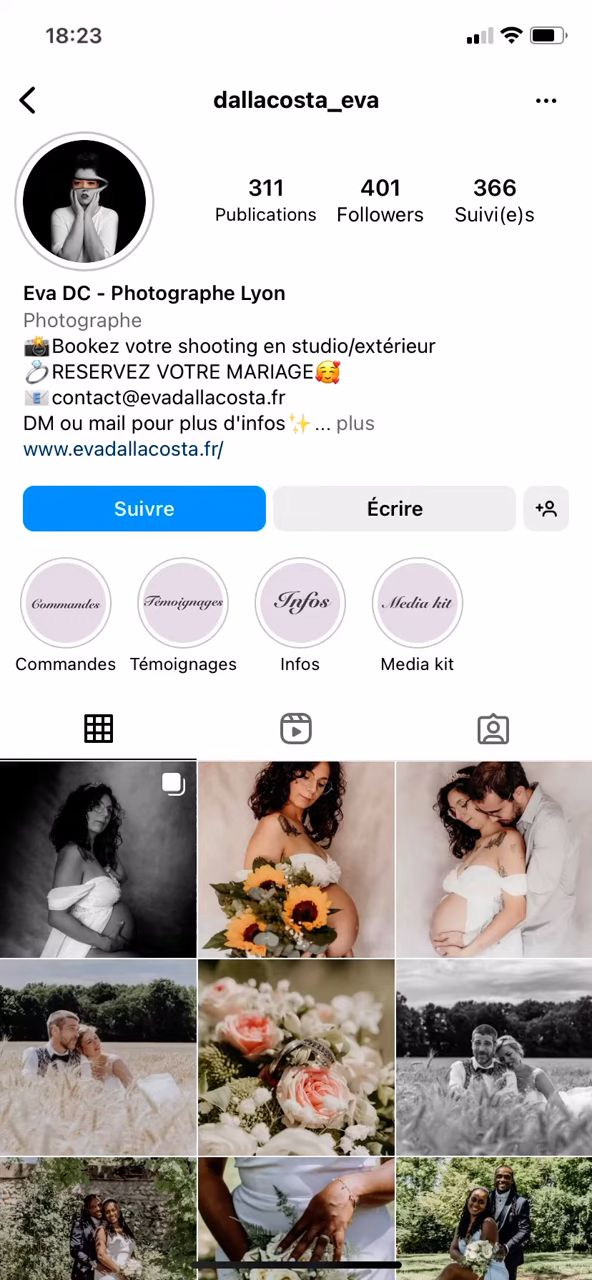 18:23
dallacosta_eva
311 401 366
Publications Followers Suivi(e)s
Eva DC - Photographe Lyon
Photographe
📸Bookez votre shooting en studio/extérieur
💍RESERVEZ VOTRE MARIAGE🥰
📧contact@evadallacosta.fr
DM ou mail pour plus d'infos✨... plus
www.evadallacosta.fr/
Suivre Écrire
Commandes Témoignages Infos Media kit
Commandes Témoignages Infos Media kit